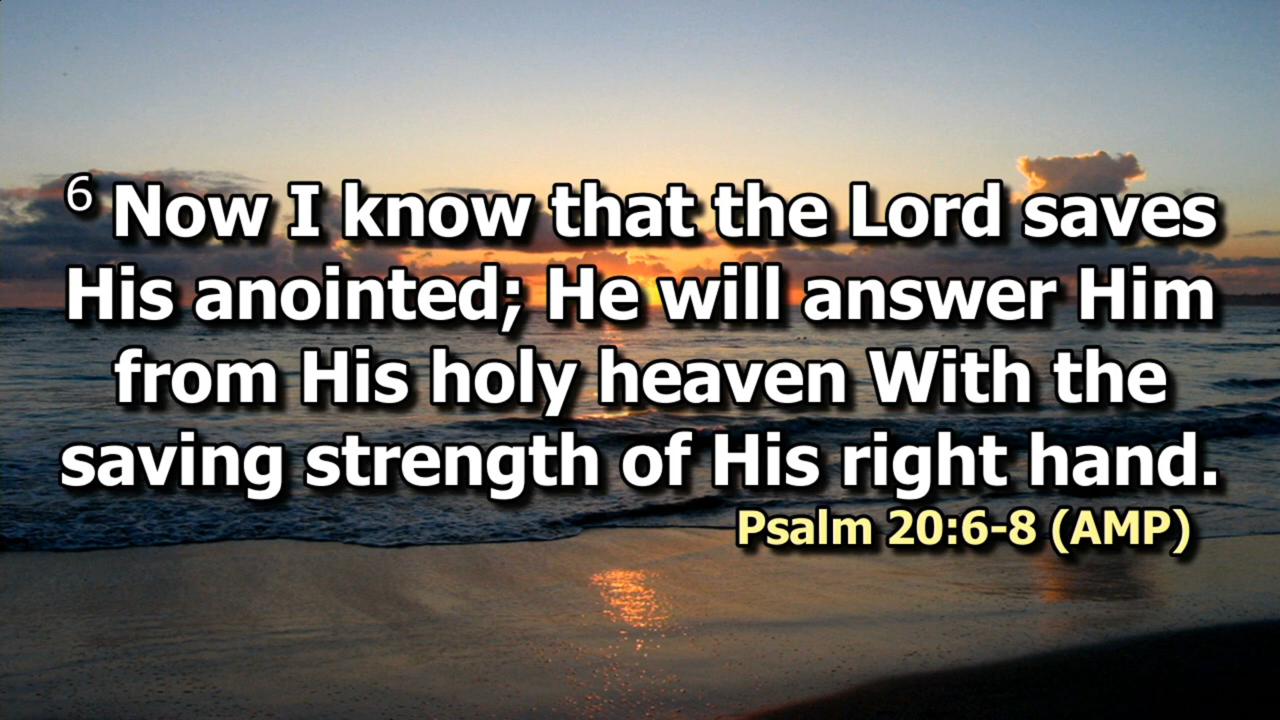 6 Now I know that the Lord saves
His anointed; He will answer Him
from His holy heaven With the
saving strength of His right hand.
Psalm 20:6-8 (AMP)